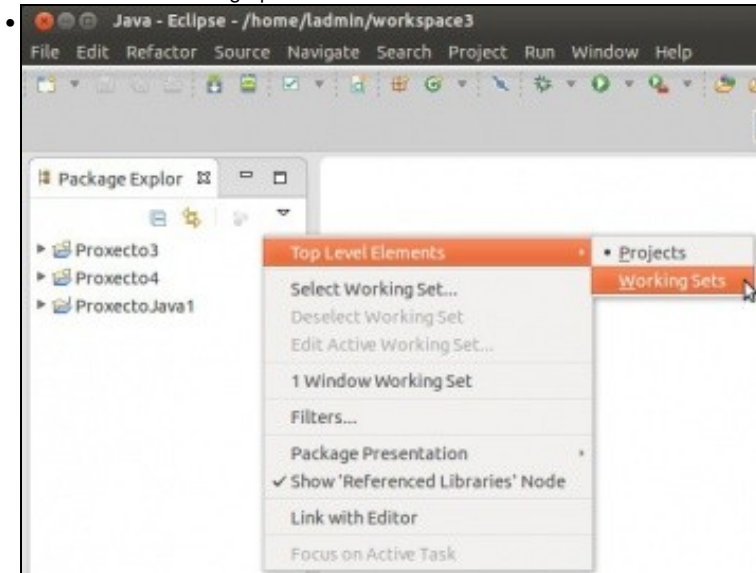 Java - Eclipse - /home/ladmin/workspace3
File Edit Refactor Source Navigate Search Project Run Window Help
Package Explor
Proxecto3
Proxecto4
ProxectoJava1
Top Level Elements
Select Working Set...
Deselect Working Set
Edit Active Working Set...
1 Window Working Set
Filters...
Package Presentation
Show 'Referenced Libraries' Node
Link with Editor
Focus on Active Task
Projects
Working Sets